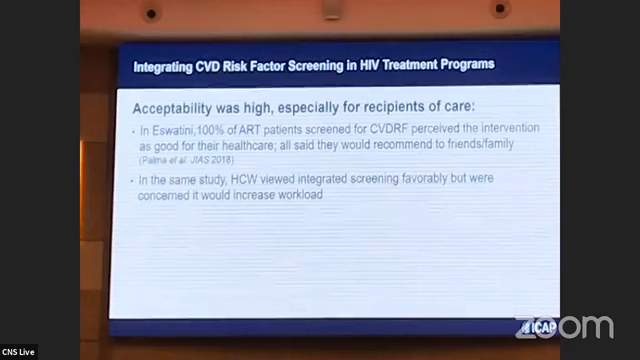 Integrating CVD Risk Factor Screening in HIV Treatment Programs
Acceptability was high, especially for recipients of care:
• In Eswatini,100% of ART patients screened for CVDRF perceived the intervention
as good for their healthcare; all said they would recommend to friends/family
(Palma et al. JIAS 2018)
• In the same study, HCW viewed integrated screening favorably but were
concerned it would increase workload
ICAP
zoom
CNS Live